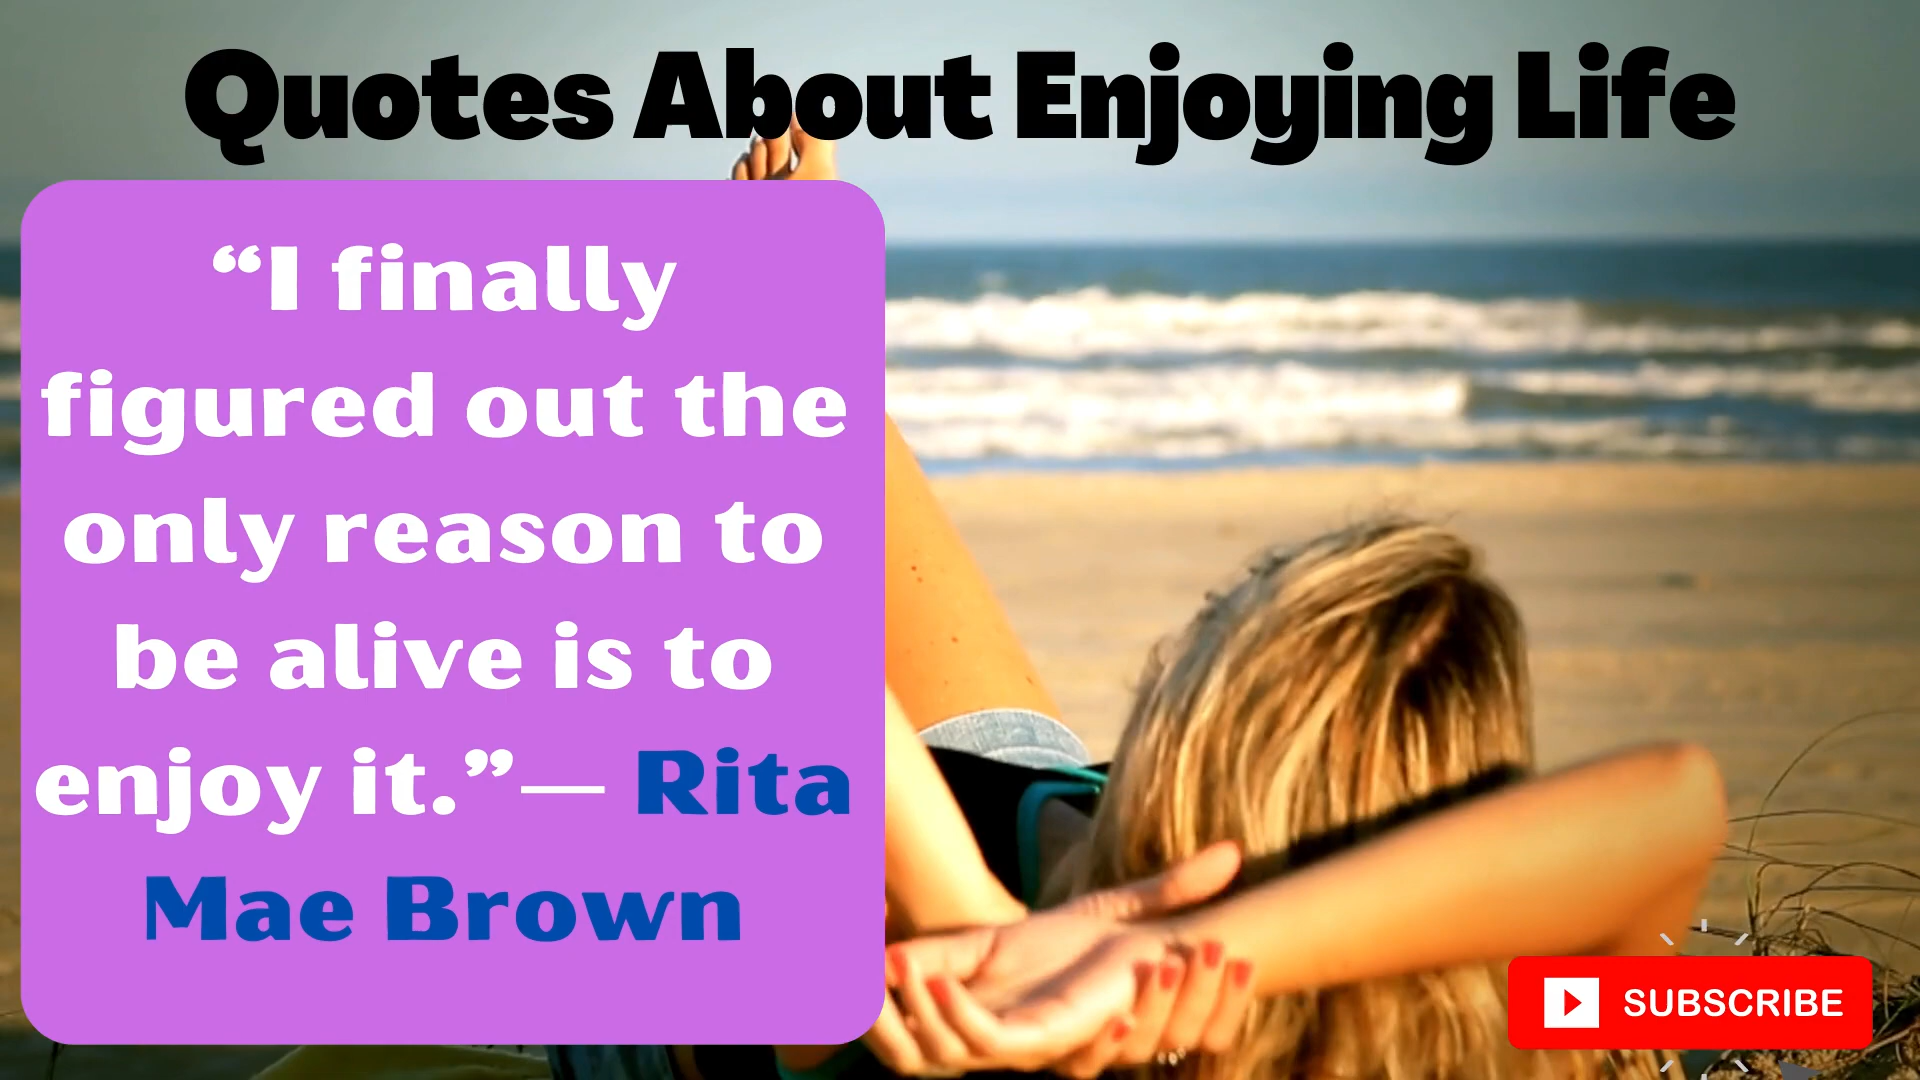 Quotes About Enjoying Life
“I finally
figured out the
only reason to
be alive is to
enjoy it.”— Rita
Mae Brown
SUBSCRIBE